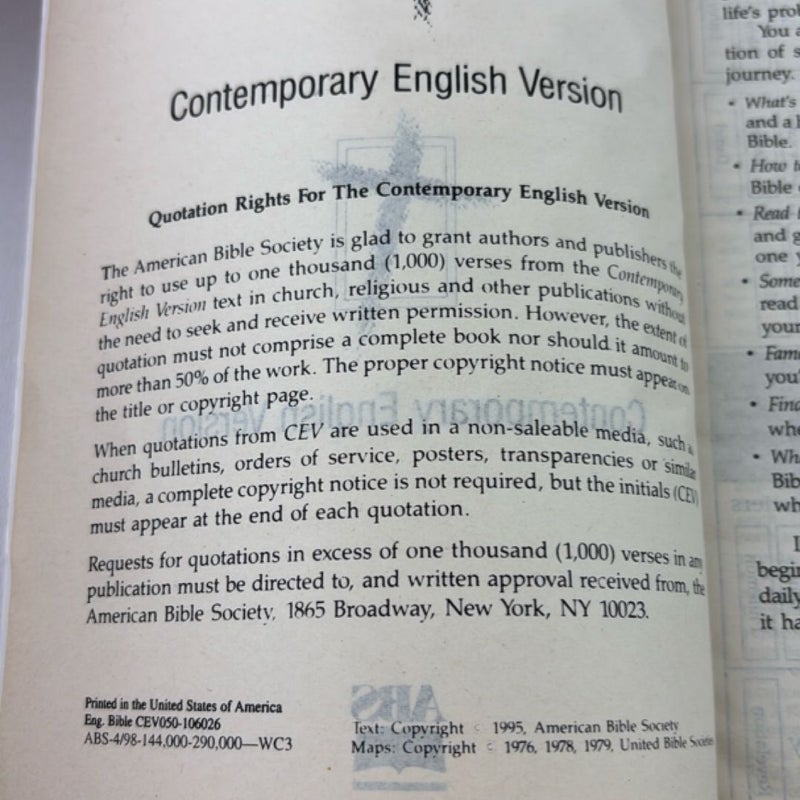 Contemporary English Version
Quotation Rights For The Contemporary English Version
The American Bible Society is glad to grant authors and publishers the
right to use up to one thousand (1,000) verses from the Contemporary
English Version text in church, religious and other publications without
the need to seek and receive written permission. However, the extent of
quotation must not comprise a complete book nor should it amount to
more than 50% of the work. The proper copyright notice must appear on
the title or copyright page.
When quotations from CEV are used in a non-saleable media, such
church bulletins, orders of service, posters, transparencies or similar
media, a complete copyright notice is not required, but the initials (CEV)
must appear at the end of each quotation.
Requests for quotations in excess of one thousand (1,000) verses in any
publication must be directed to, and written approval received from, the
American Bible Society, 1865 Broadway, New York, NY 10023.
Printed in the United States of America
Eng. Bible CEV050-106026
ABS-4/98-144,000-290,000—WC3
Text: Copyright © 1995, American Bible Society
Maps: Copyright © 1976, 1978, 1979, United Bible Societies
life's
You
tion of
journey.
• What's
and a
Bible.
• How
Bible
• Read
and
one
• Some
read
your
•
you'
•
•
begin
daily
it